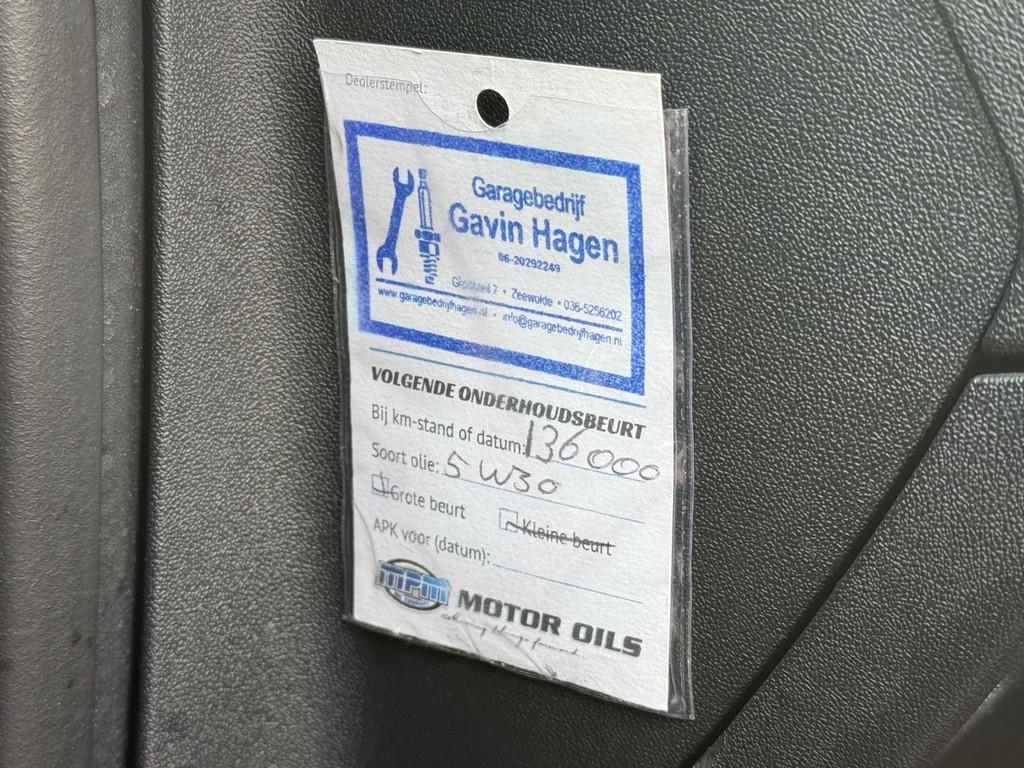 Dealerstempel:
Garagebedrijf
Gavin Hagen
06-20292249
7 • Zeewolde • 036-5256202
www.garagebedrijfhagen.nl • info@garagebedrijfhagen.nl
VOLGENDE ONDERHOUDSBEURT
Bij km-stand of datum: 136000
Soort olie: 5W30
Grote beurt Kleine beurt
APK voor (datum):
MPM MOTOR OILS